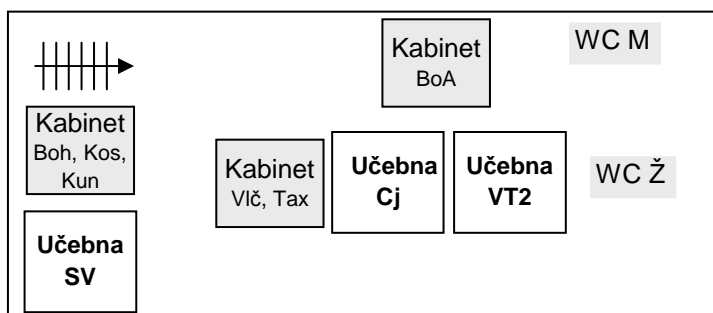 Kabinet
BoA
WC M
Kabinet
Boh, Kos,
Kun
Kabinet
Vlč, Tax
Učebna
Cj
Učebna
VT2
WC Ž
Učebna
SV